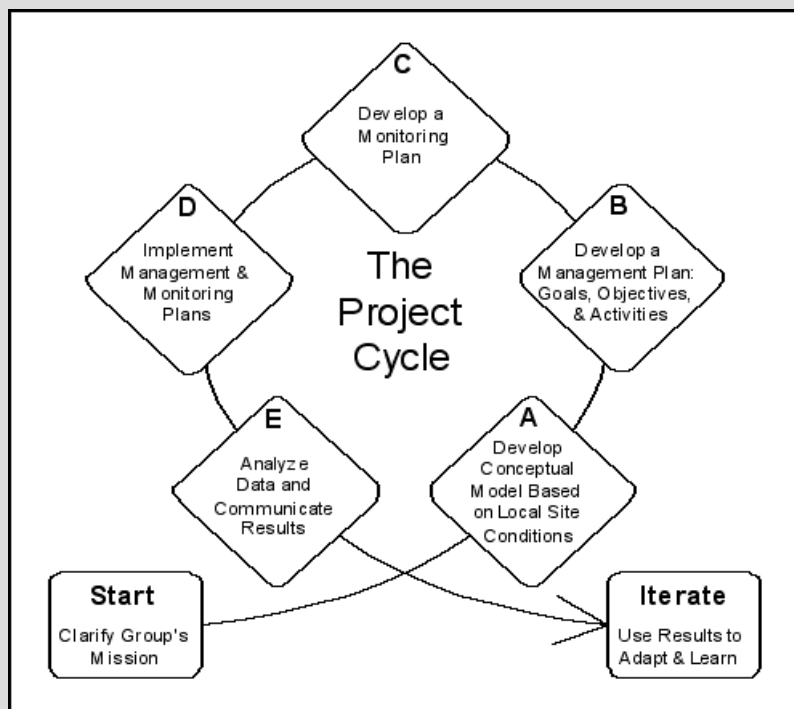 C
Develop a
Monitoring
Plan
D
Implement
Management &
Monitoring
Plans
The
Project
Cycle
B
Develop a
Management Plan:
Goals, Objectives,
& Activities
E
Analyze
Data and
Communicate
Results
A
Develop
Conceptual
Model Based
on Local Site
Conditions
Start
Clarify Group's
Mission
Iterate
Use Results to
Adapt & Learn